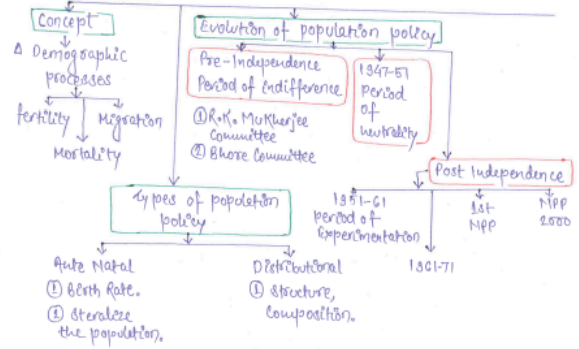 Concept
Δ Demographic
processes
fertility
Migration
Mortality
Evolution of population policy
Pre-Independence
Period of indifference
① R.K. Mukherjee
Committee
② Bhore Committee
1947-51
Period
of
neutrality
Post Independence
1951-61
period of
Experimentation
1961-71
1st
NPP
NPP
2000
Types of population
policy
Ante Natal
① Birth Rate.
① Steralize
the population.
Distributional
① Structure,
composition.